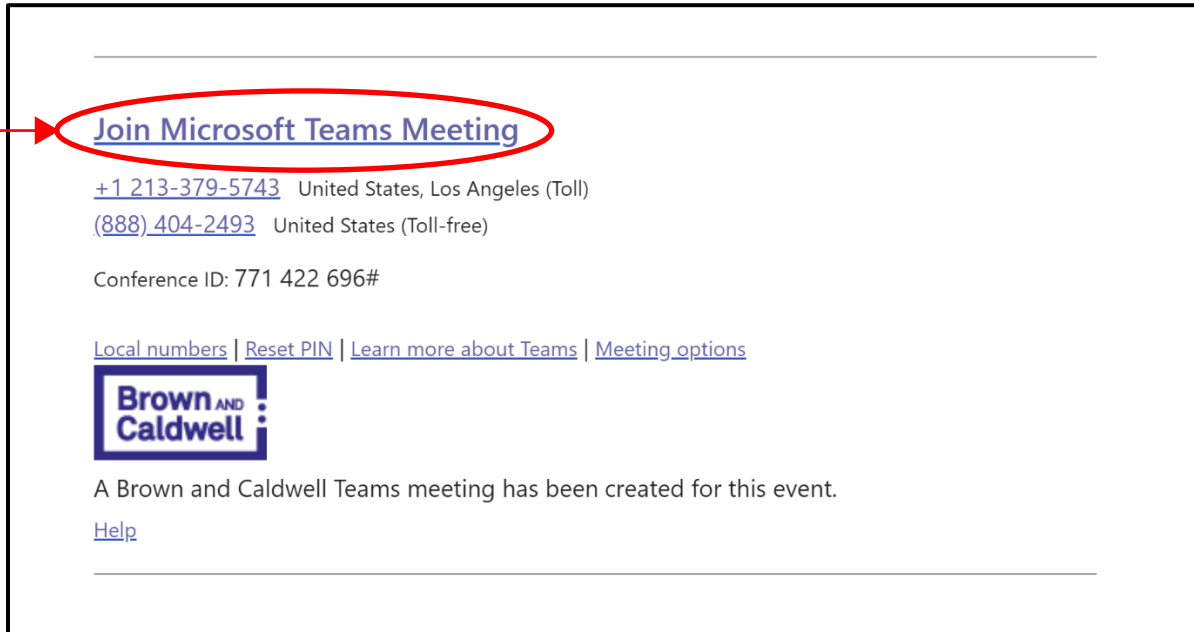 Join Microsoft Teams Meeting
+1 213-379-5743 United States, Los Angeles (Toll)
(888) 404-2493 United States (Toll-free)
Conference ID: 771 422 696#
Local numbers | Reset PIN | Learn more about Teams | Meeting options
Brown AND
Caldwell
A Brown and Caldwell Teams meeting has been created for this event.
Help